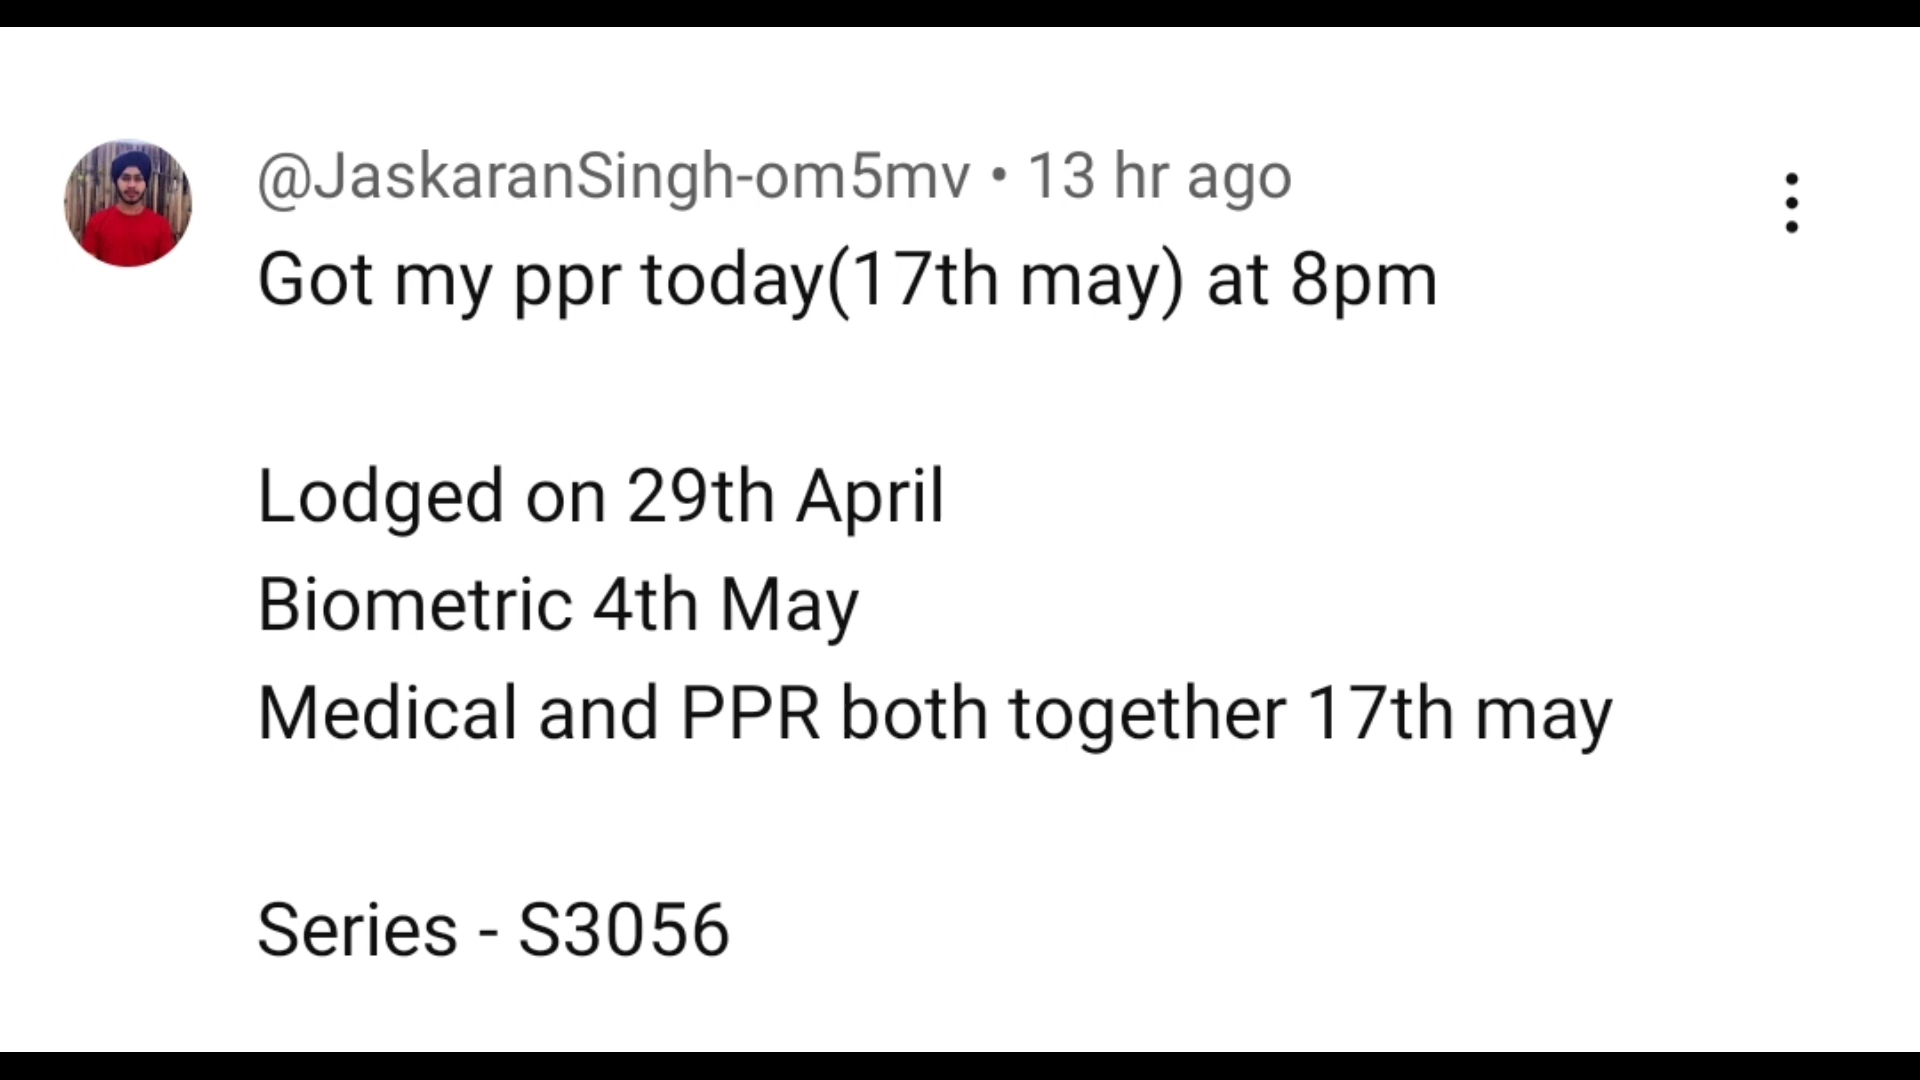 @JaskaranSingh-om5mv • 13 hr ago
Got my ppr today(17th may) at 8pm
Lodged on 29th April
Biometric 4th May
Medical and PPR both together 17th may
Series - S3056